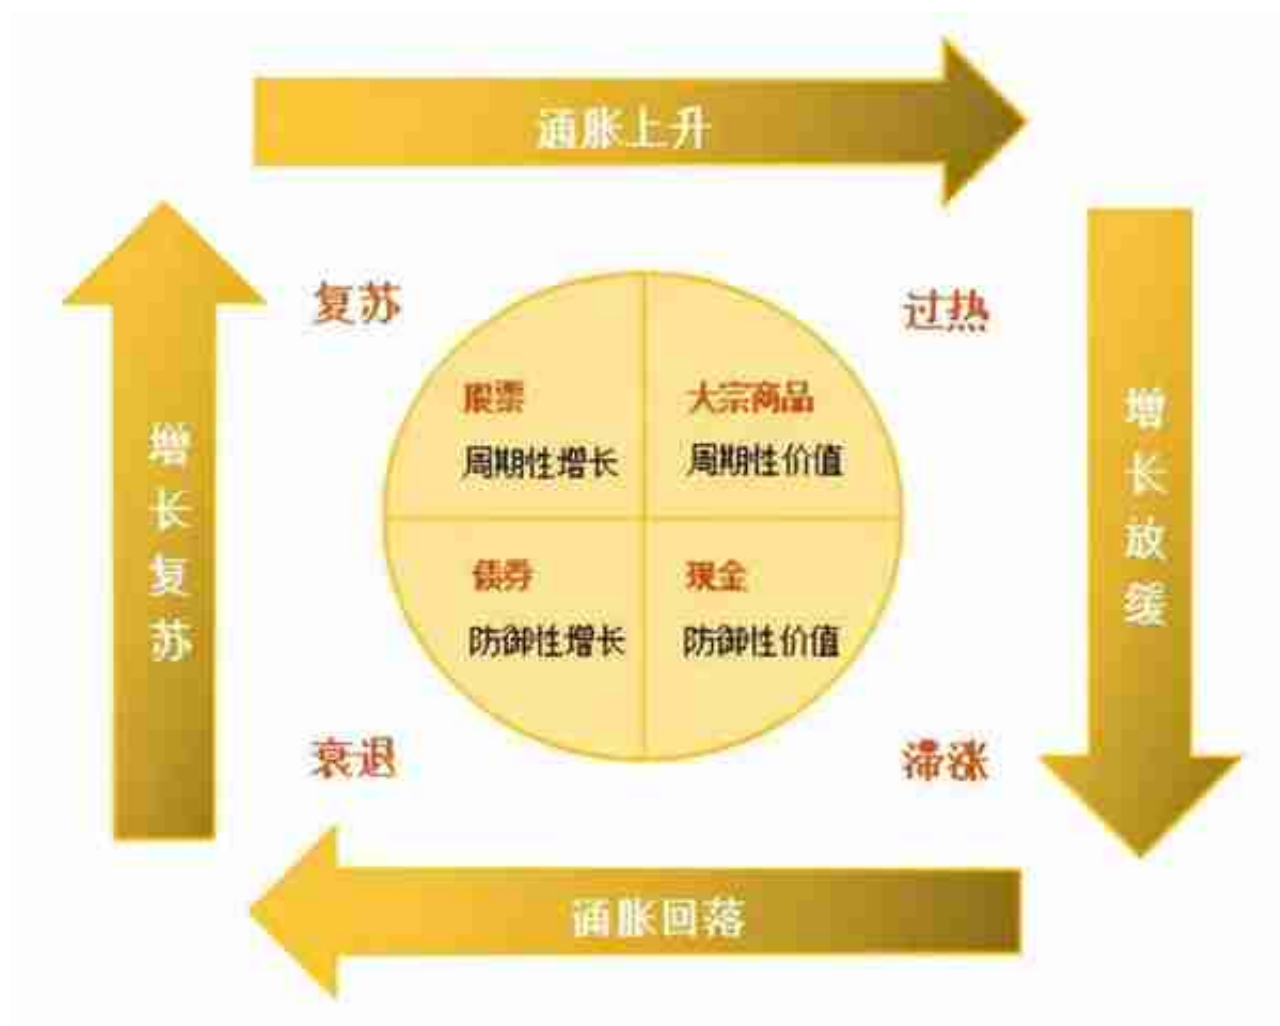 通胀上升
复苏
过热
股票
大宗商品
周期性增长
周期性价值
增长复苏
增长放缓
债券
现金
防御性增长
防御性价值
衰退
滞涨
通胀回落